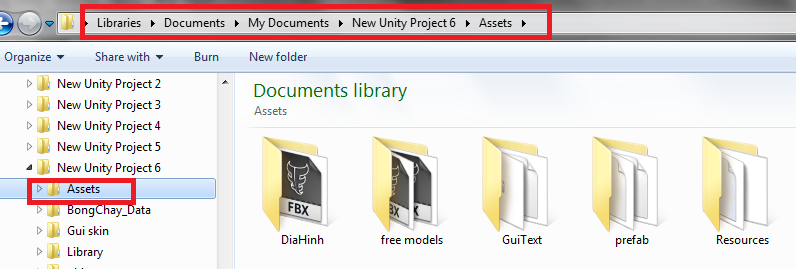 Libraries ▸ Documents ▸ My Documents ▸ New Unity Project 6 ▸ Assets ▸
Organize ▾ Share with ▾ Burn New folder
New Unity Project 2
New Unity Project 3
New Unity Project 4
New Unity Project 5
New Unity Project 6
Assets
BongChay_Data
Gui skin
Library
Documents library
Assets
FBX
FBX
DiaHinh free models GuiText prefab Resources